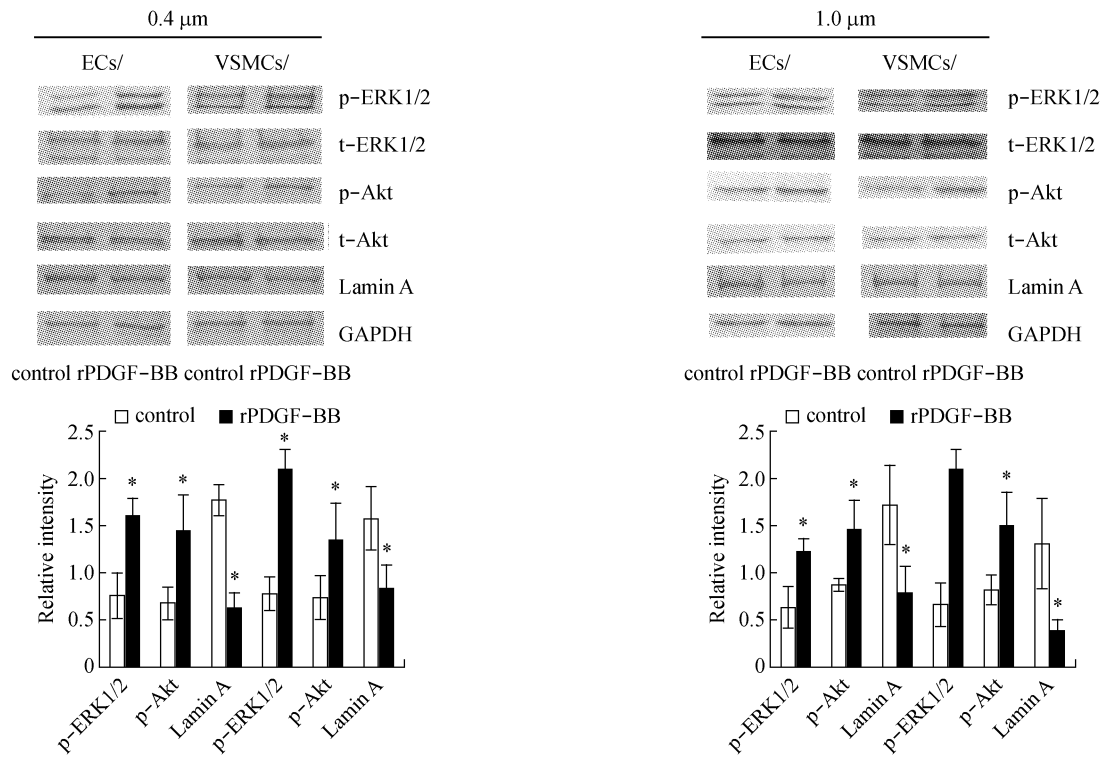 0.4 μm
ECs/ VSMCs/
p-ERK1/2
t-ERK1/2
p-Akt
t-Akt
Lamin A
GAPDH
control rPDGF-BB control rPDGF-BB
control rPDGF-BB
Relative intensity
2.5
2.0
1.5
1.0
0.5
0
* * * * * *
p-ERK1/2 p-Akt Lamin A p-ERK1/2 p-Akt Lamin A
1.0 μm
ECs/ VSMCs/
p-ERK1/2
t-ERK1/2
p-Akt
t-Akt
Lamin A
GAPDH
control rPDGF-BB control rPDGF-BB
control rPDGF-BB
Relative intensity
2.5
2.0
1.5
1.0
0.5
0
* * * * *
p-ERK1/2 p-Akt Lamin A p-ERK1/2 p-Akt Lamin A